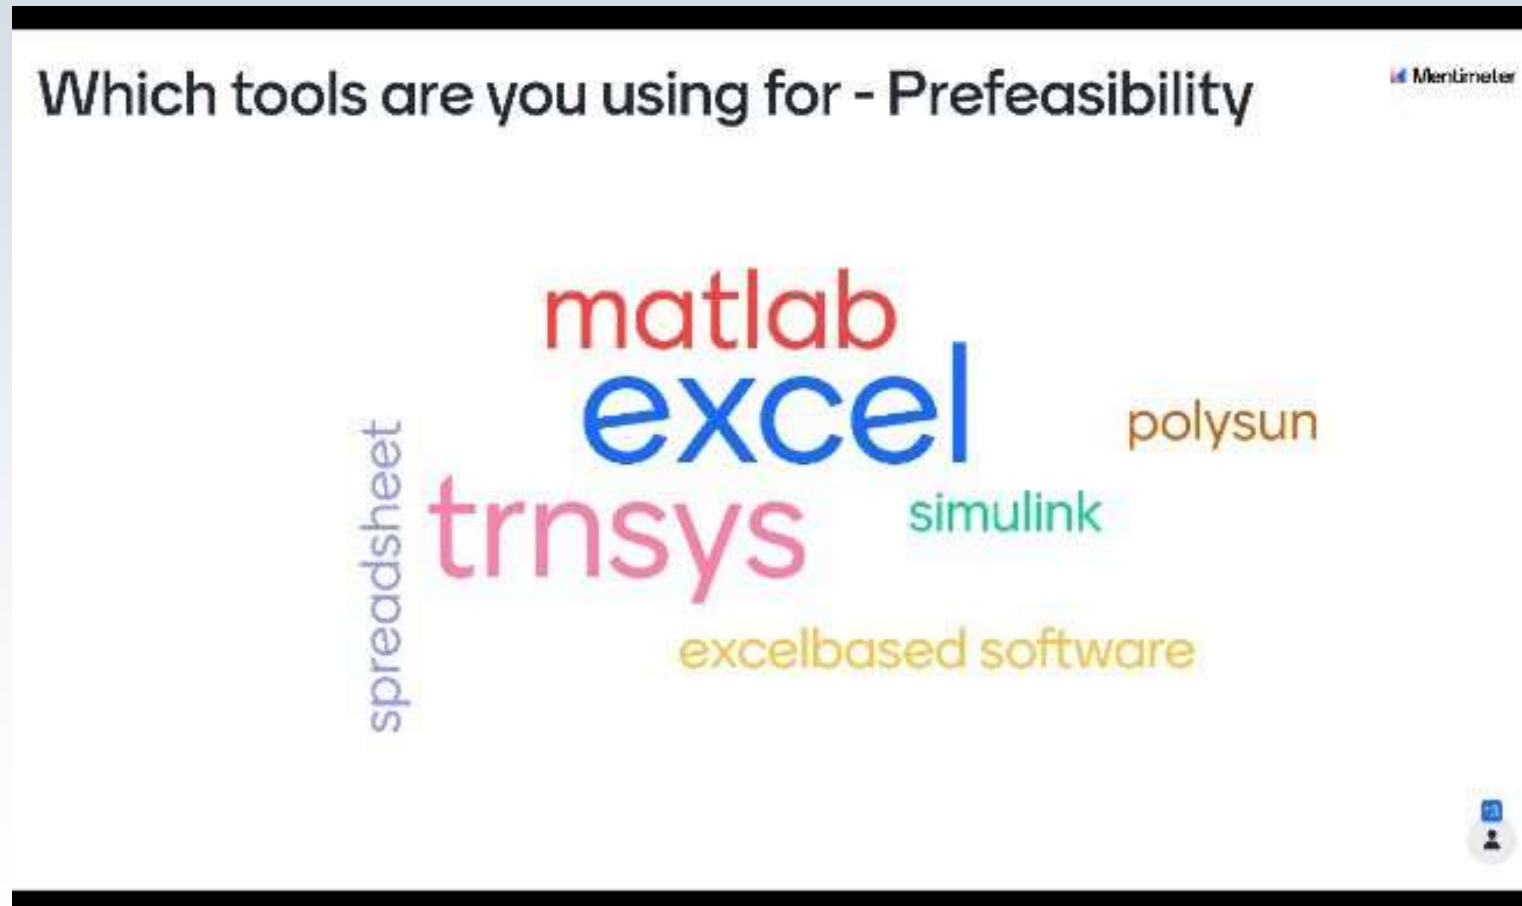 Which tools are you using for - Prefeasibility
Mentimeter
matlab
excel
polysun
spreadsheet
trnsys
simulink
excelbased software